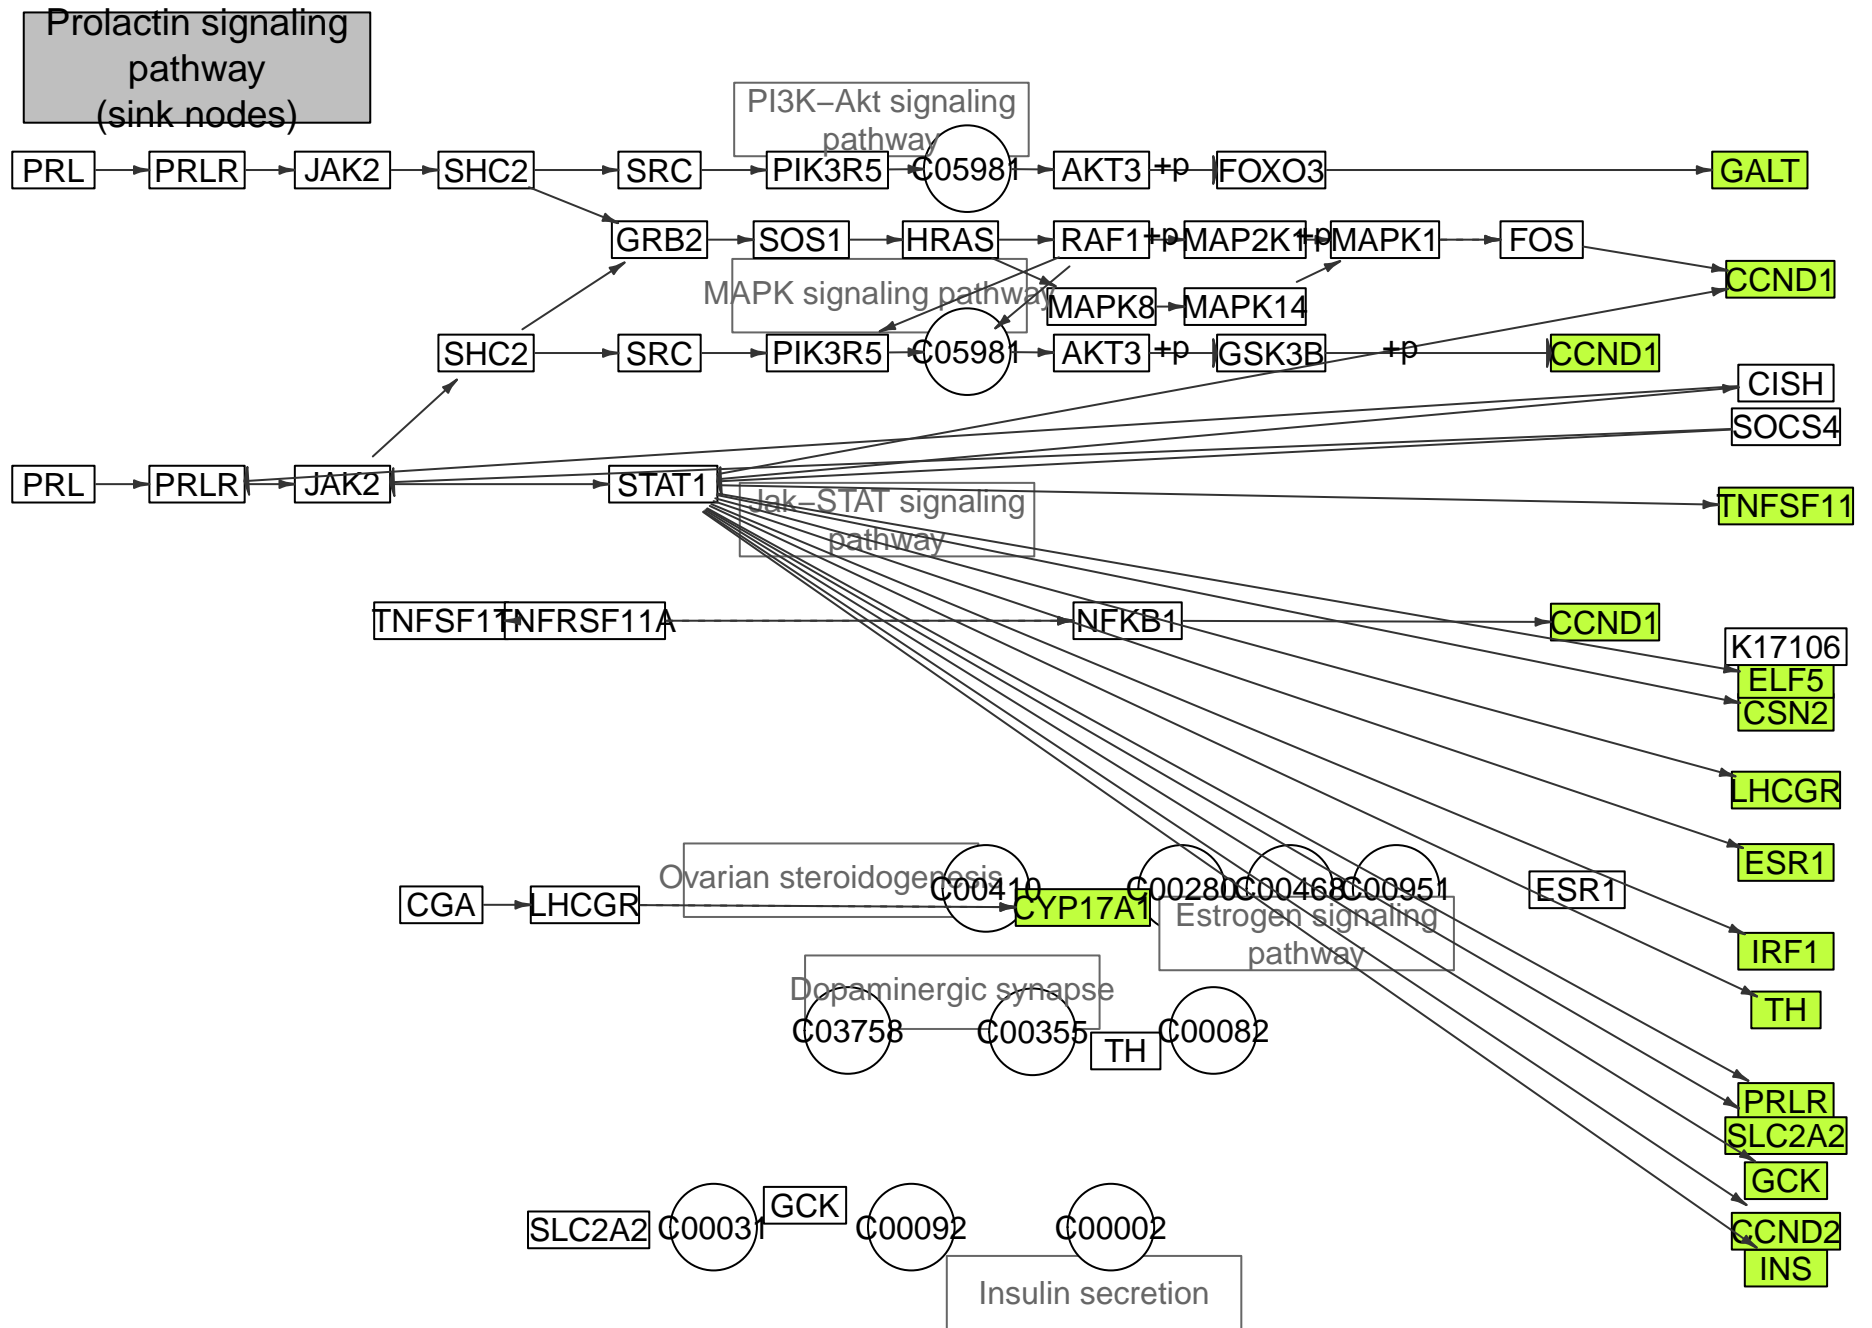 Prolactin signaling
pathway
(sink nodes)
PI3K−Akt signaling
pathway
PRL PRLR JAK2 SHC2 SRC PIK3R5 C05981 AKT3 +p FOXO3 GALT
GRB2 SOS1 HRAS RAF1 +p MAP2K1 +p MAPK1 FOS
CCND1
MAPK signaling pathway
MAPK8 MAPK14
SHC2 SRC PIK3R5 C05981 AKT3 +p GSK3B +p CCND1
CISH
SOCS4
PRL PRLR JAK2 STAT1
Jak−STAT signaling
pathway
TNFSF11
TNFSF11 TNFRSF11A NFKB1 CCND1
K17106
ELF5
CSN2
LHCGR
ESR1
Ovarian steroidogenesis
C00410 C00280 C00468 C00951 ESR1
CGA LHCGR CYP17A1
Estrogen signaling
pathway
IRF1
Dopaminergic synapse
TH
C03758 C00355 TH C00082
PRLR
SLC2A2
GCK
GCK
SLC2A2 C00031 C00092 C00002
CCND2
INS
Insulin secretion